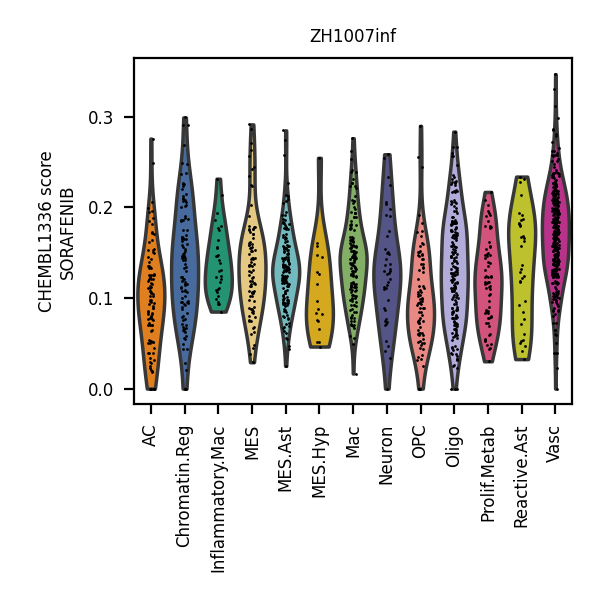 ZH1007inf
CHEMBL1336 score
SORAFENIB
0.3
0.2
0.1
0.0
AC
Chromatin.Reg
Inflammatory.Mac
MES
MES.Ast
MES.Hyp
Mac
Neuron
OPC
Oligo
Prolif.Metab
Reactive.Ast
Vasc